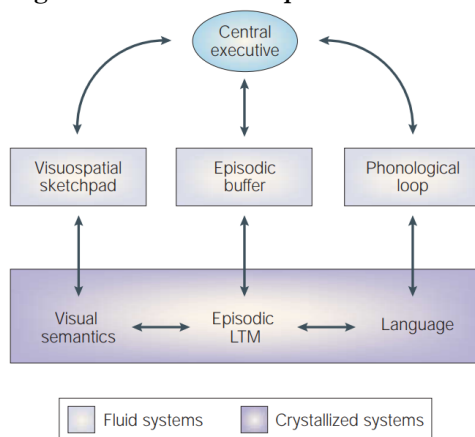 Central
executive
Visuospatial
sketchpad
Episodic
buffer
Phonological
loop
Visual
semantics
Episodic
LTM
Language
Fluid systems
Crystallized systems